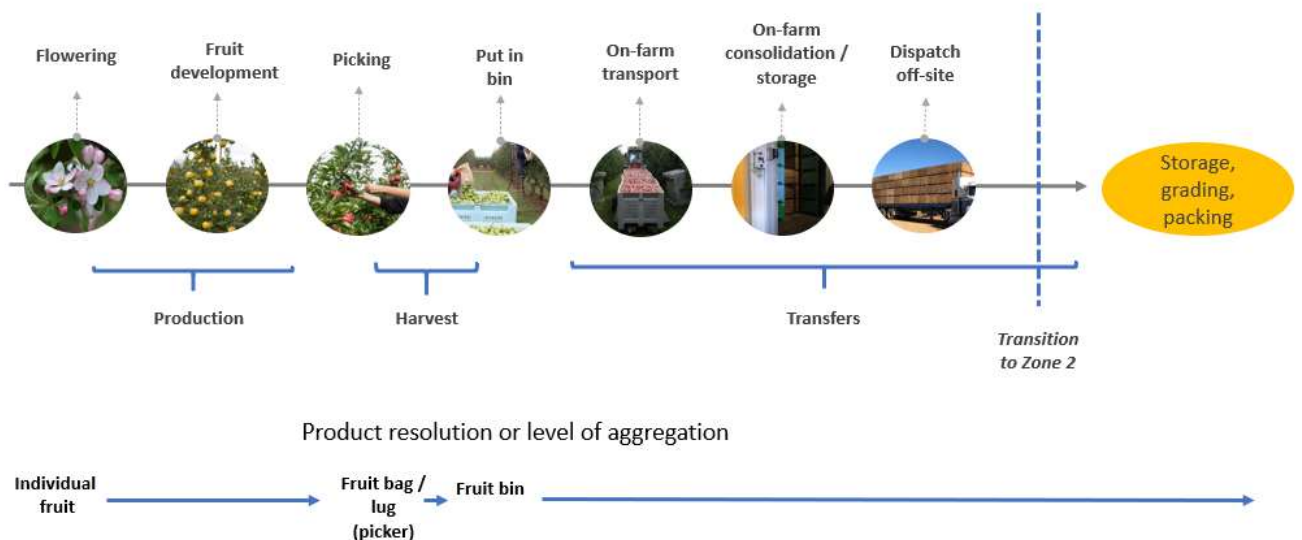 Flowering
Fruit
development
Picking
Put in
bin
On-farm
transport
On-farm
consolidation /
storage
Dispatch
off-site
Storage,
grading,
packing
Production
Harvest
Transfers
Transition
to Zone 2
Product resolution or level of aggregation
Individual
fruit
Fruit bag /
lug
(picker)
Fruit bin